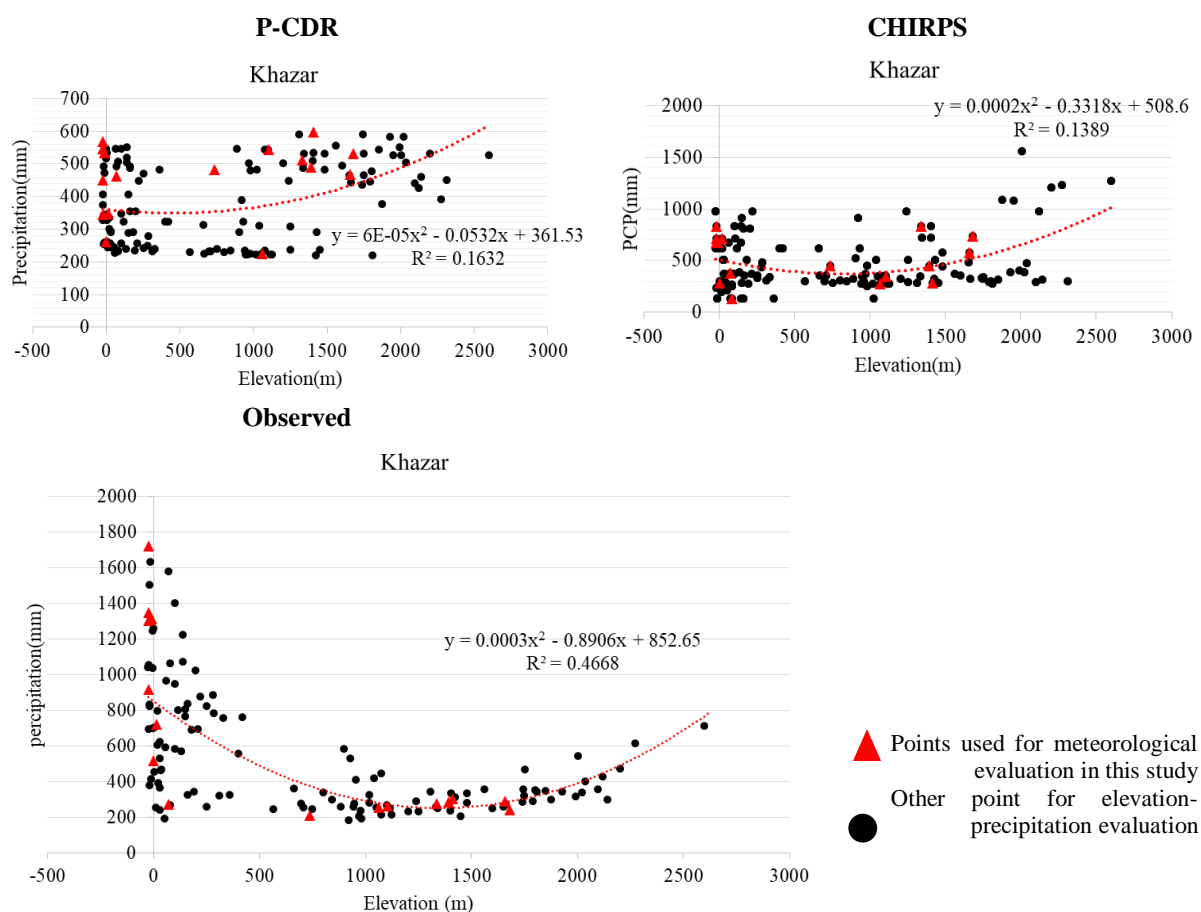 P-CDR
Khazar
700
600
500
400
300
200
100
0
-500 0 500 1000 1500 2000 2500 3000
Precipitation(mm)
Elevation(m)
y = 6E-05x² - 0.0532x + 361.53
R² = 0.1632
CHIRPS
Khazar
y = 0.0002x² - 0.3318x + 508.6
R² = 0.1389
2000
1500
1000
500
0
-500 0 500 1000 1500 2000 2500 3000
PCP(mm)
Elevation(m)
Observed
Khazar
2000
1800
1600
1400
1200
1000
800
600
400
200
0
-500 0 500 1000 1500 2000 2500 3000
percipitation(mm)
Elevation (m)
y = 0.0003x² - 0.8906x + 852.65
R² = 0.4668
Points used for meteorological
evaluation in this study
Other point for elevation-
precipitation evaluation